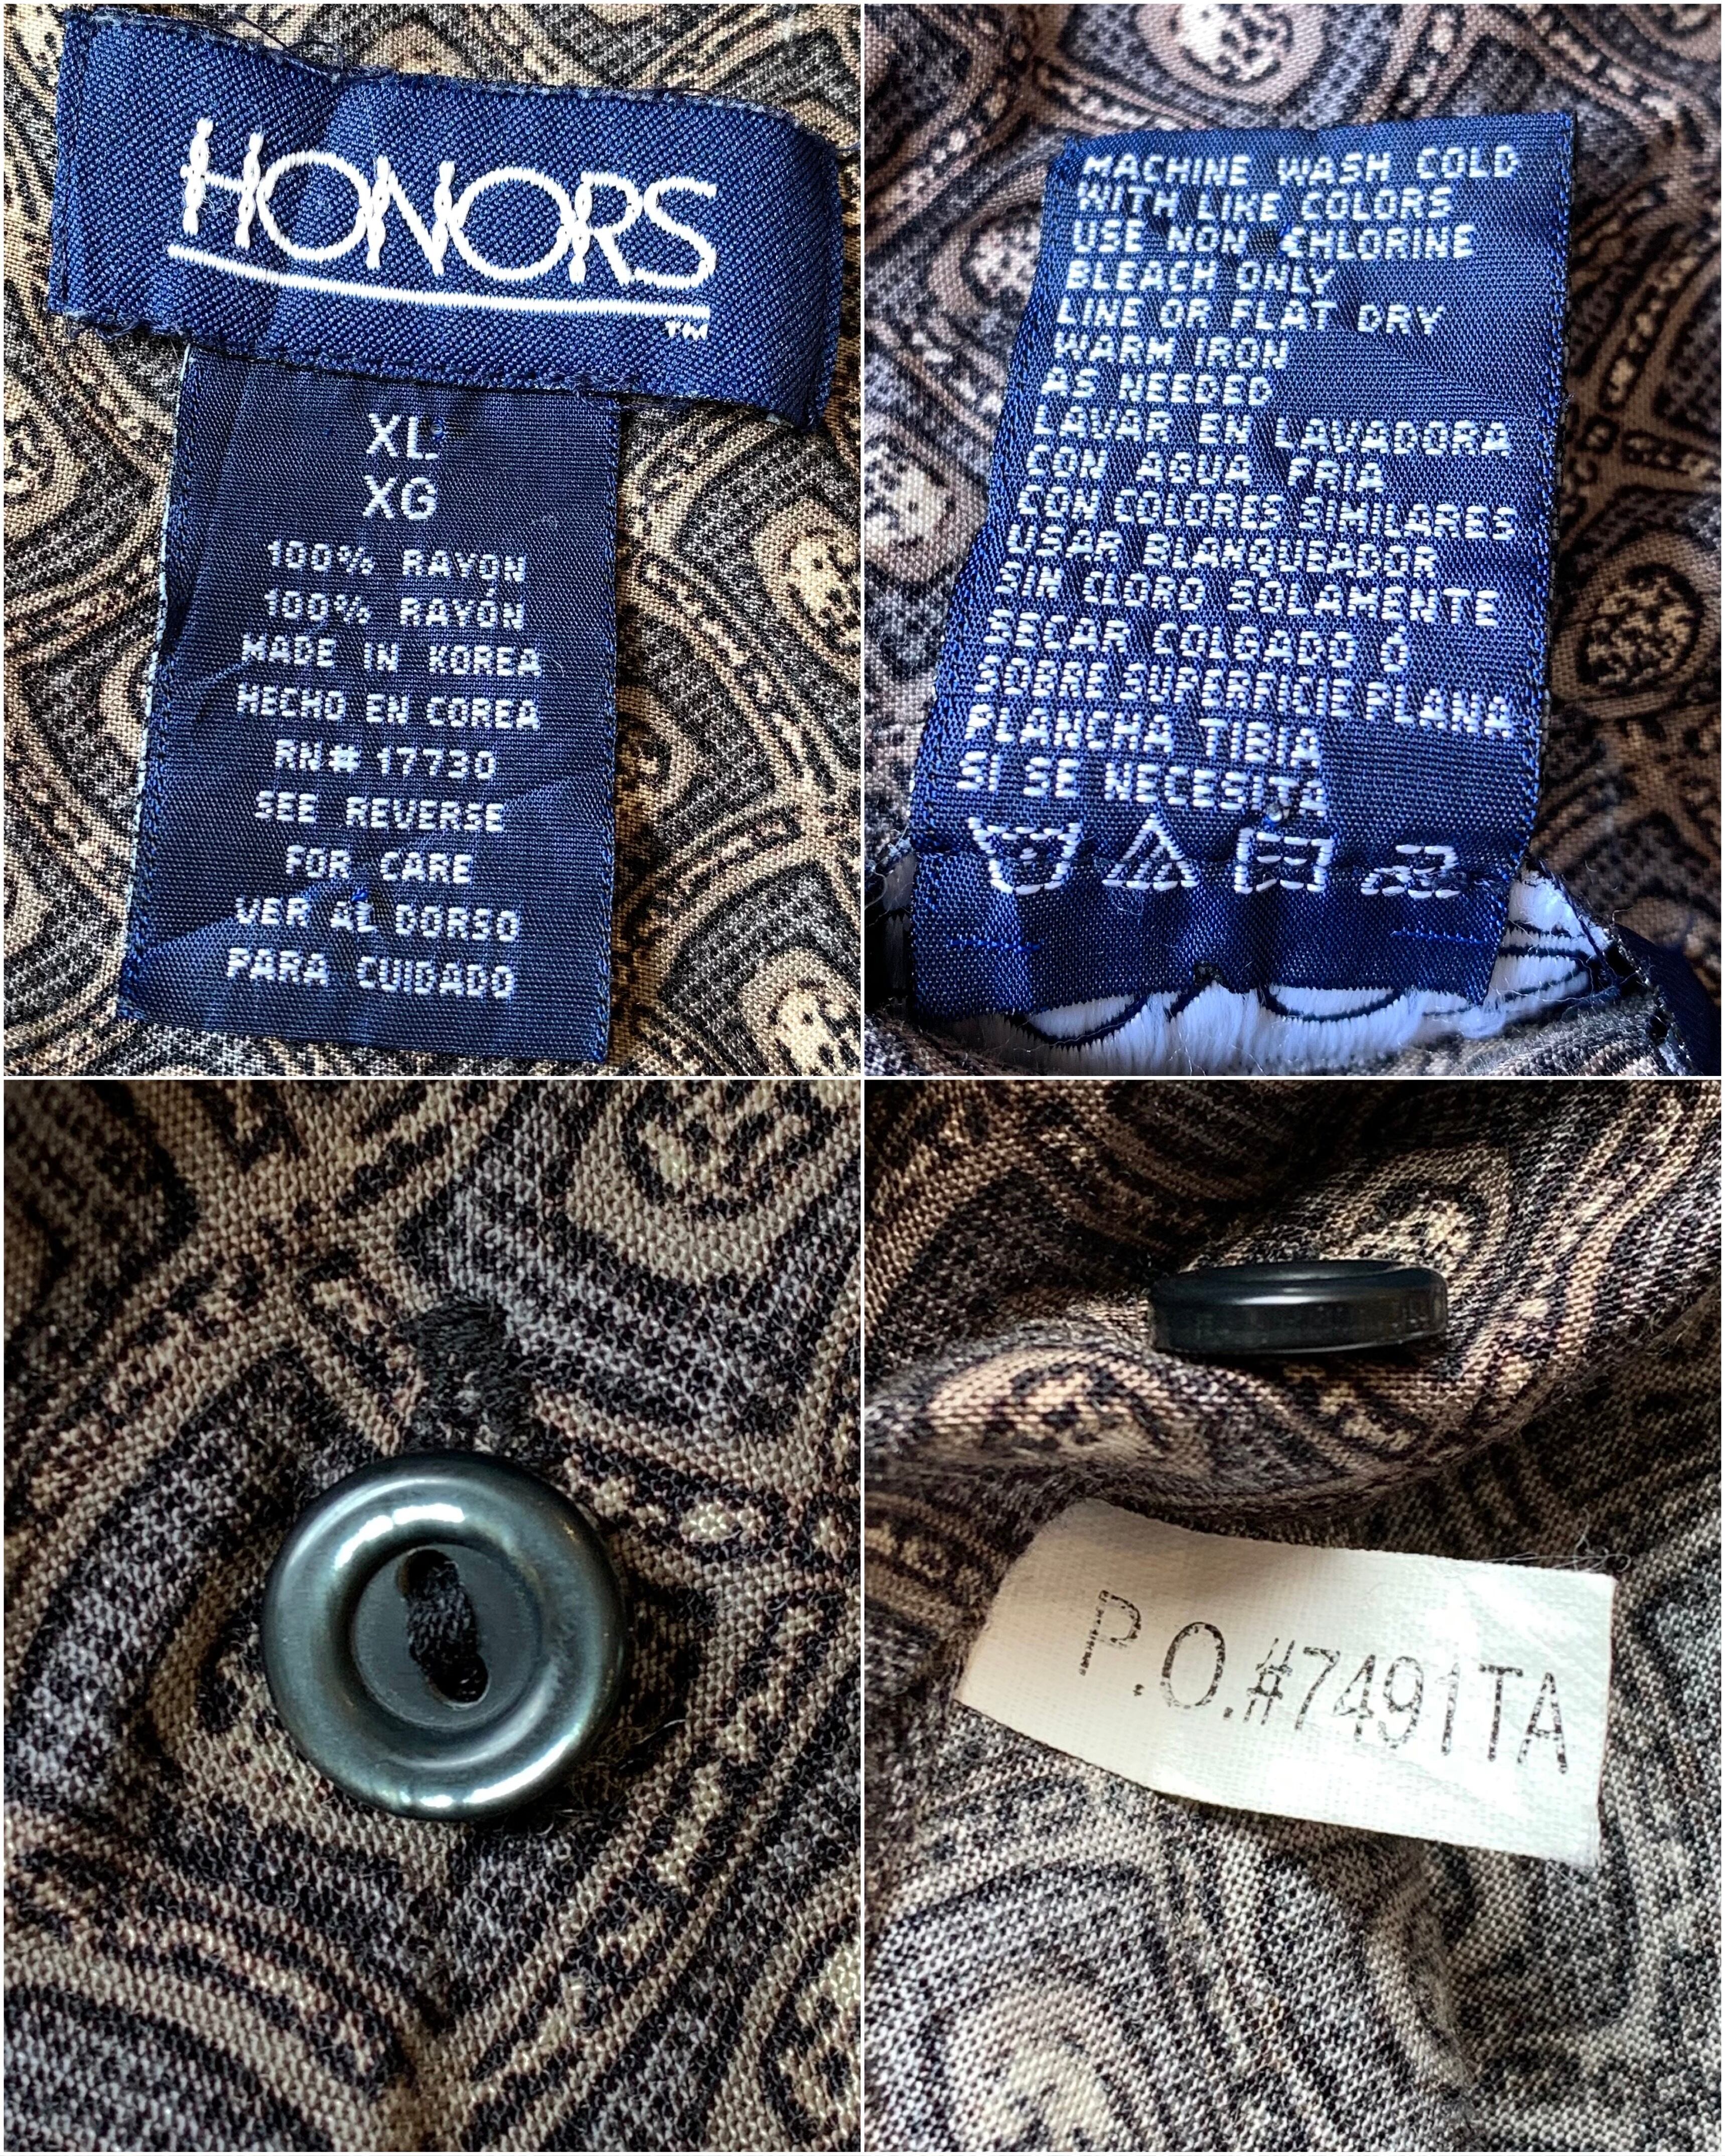 HONORS
TM
XL
XG
100% RAYON
100% RAYÓN
MADE IN KOREA
HECHO EN COREA
RN# 17730
SEE REVERSE
FOR CARE
VER AL DORSO
PARA CUIDADO
MACHINE WASH COLD
WITH LIKE COLORS
USE NON CHLORINE
BLEACH ONLY
LINE OR FLAT DRY
WARM IRON
AS NEEDED
LAVAR EN LAVADORA
CON AGUA FRIA
CON COLORES SIMILARES
USAR BLANQUEADOR
SIN CLORO SOLAMENTE
SECAR COLGADO Ó
SOBRE SUPERFICIE PLANA
PLANCHA TIBIA
SI SE NECESITA
P.O.#7491TA